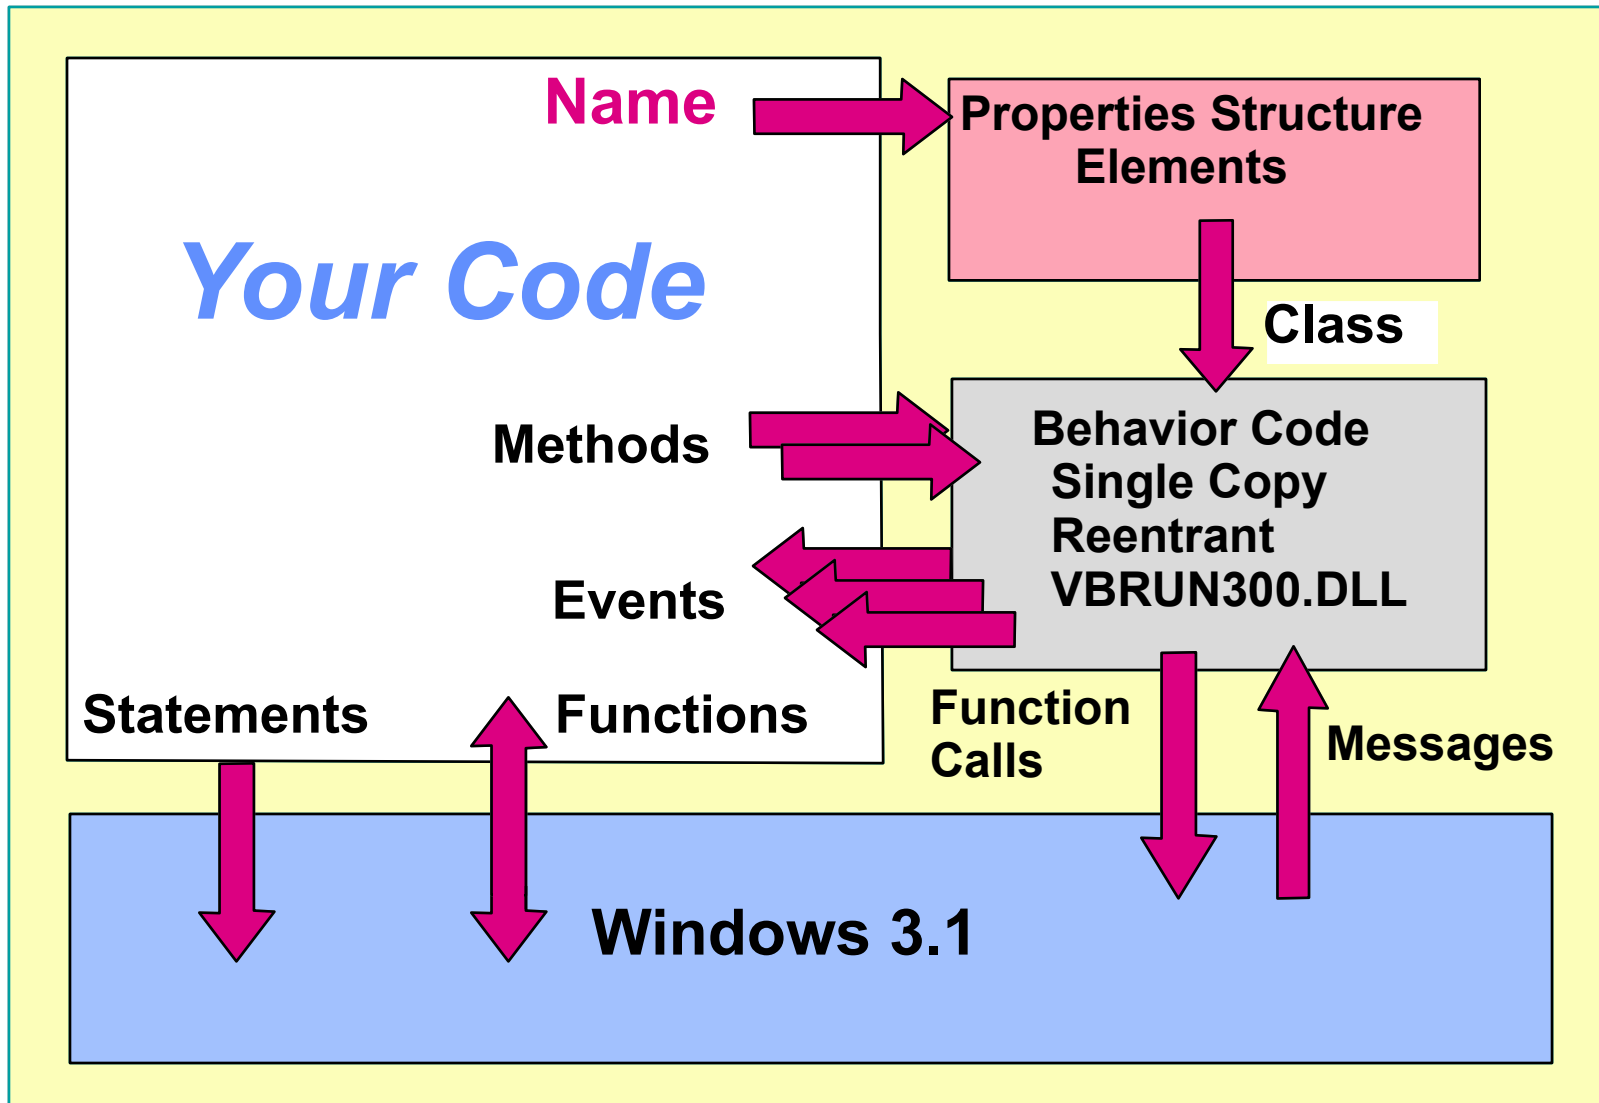 Name
Properties Structure
Elements
Your Code
Class
Methods
Behavior Code
Single Copy
Reentrant
VBRUN300.DLL
Events
Statements
Functions
Function
Calls
Messages
Windows 3.1